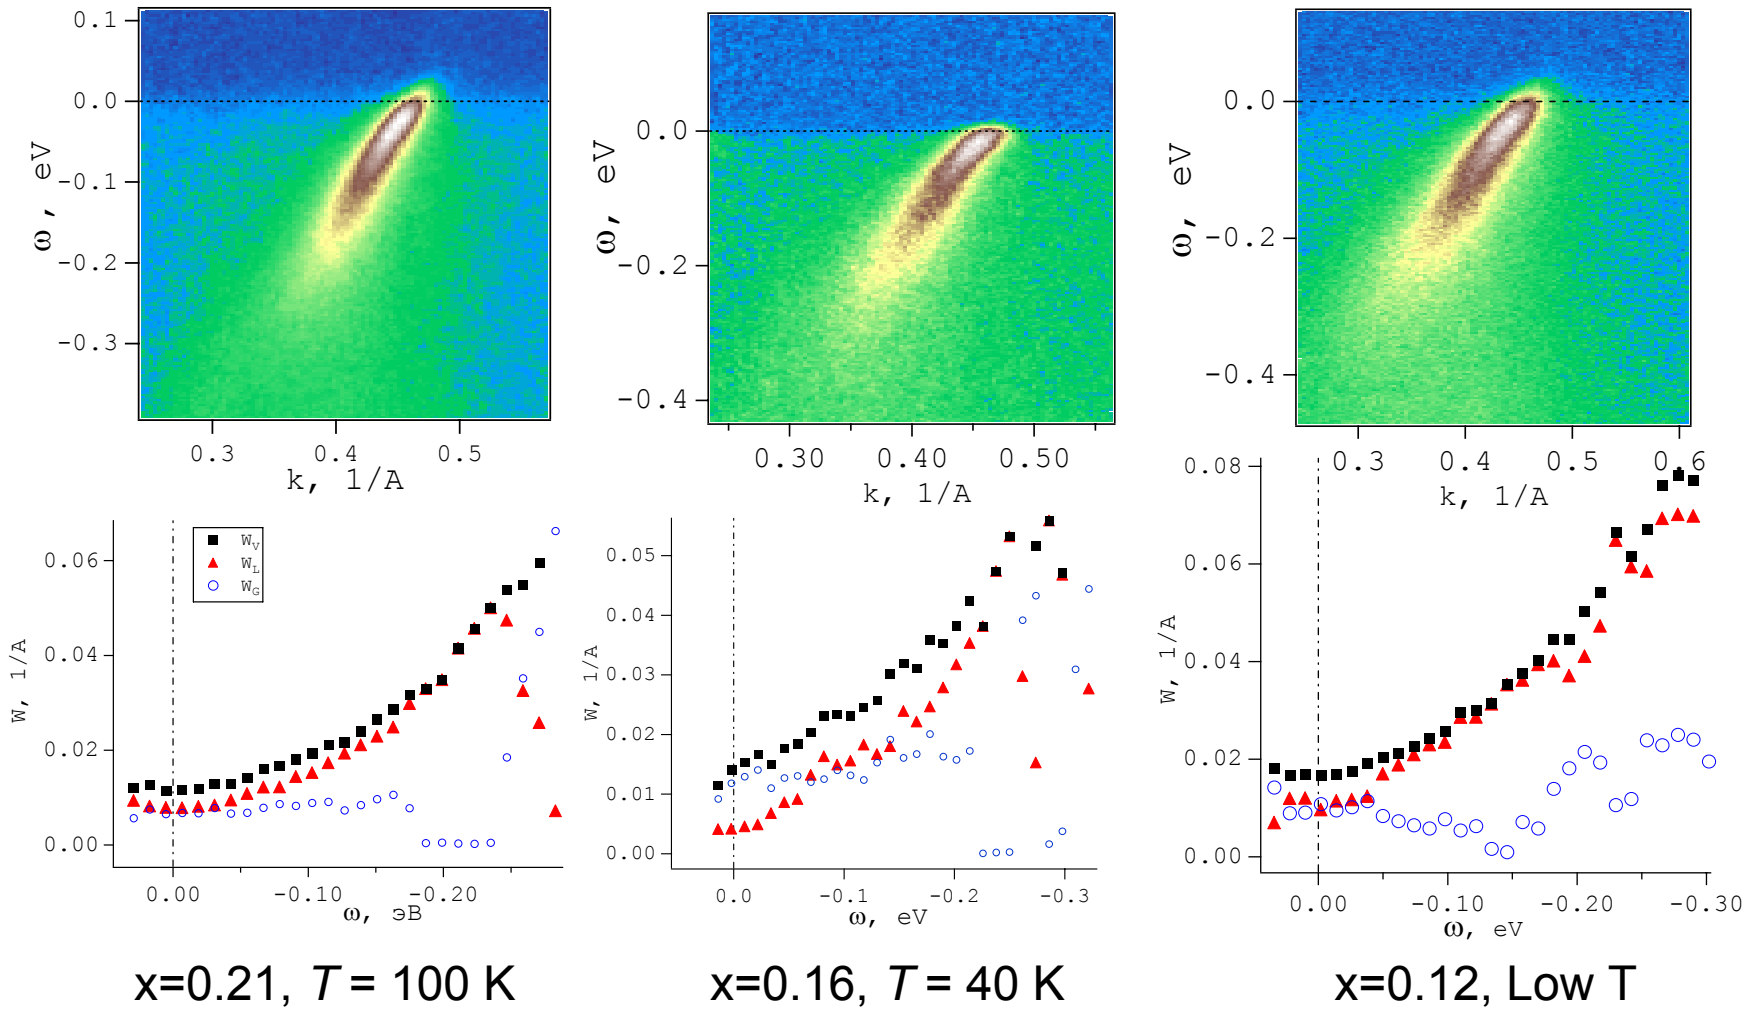 0.1
0.0
-0.1
-0.2
-0.3
ω, eV
0.3 0.4 0.5
k, 1/A
0.0
-0.2
-0.4
ω, eV
0.30 0.40 0.50
k, 1/A
0.0
-0.2
-0.4
ω, eV
0.3 0.4 0.5 0.6
k, 1/A
0.06
0.04
0.02
0.00
W, 1/A
W_V
W_L
W_G
0.00 -0.10 -0.20
ω, эВ
0.05
0.04
0.03
0.02
0.01
0.00
W, 1/A
0.0 -0.1 -0.2 -0.3
ω, eV
0.08
0.06
0.04
0.02
0.00
W, 1/A
0.00 -0.10 -0.20 -0.30
ω, eV
x=0.21, T = 100 K
x=0.16, T = 40 K
x=0.12, Low T